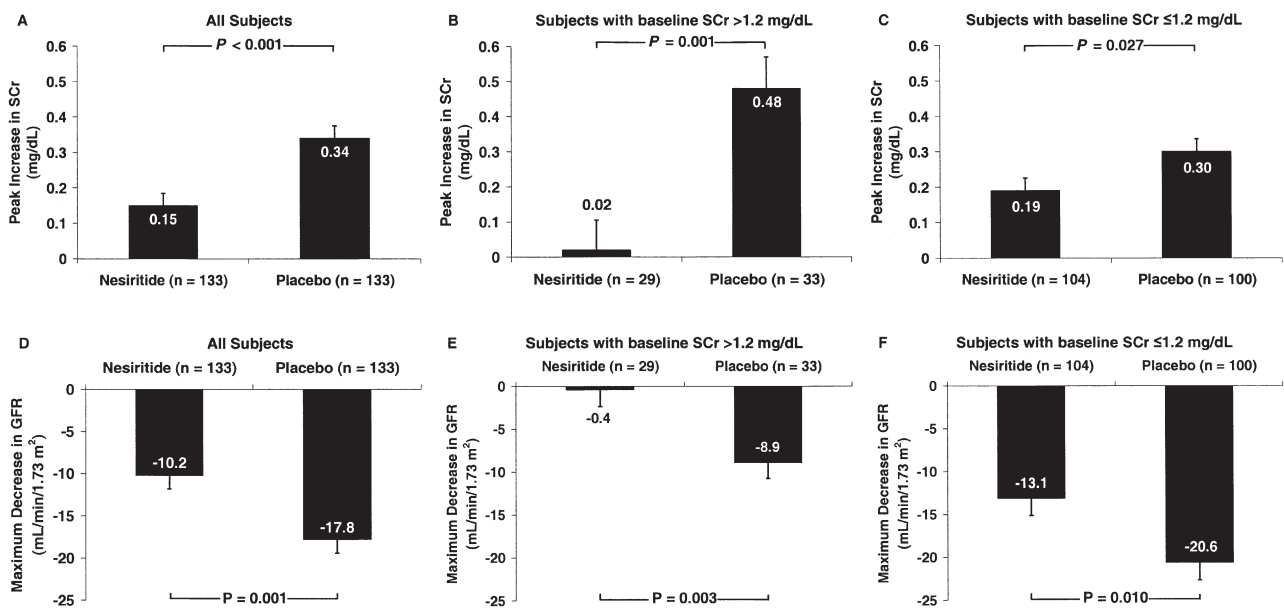 A
All Subjects
P < 0.001
Peak Increase in SCr
(mg/dL)
0.6
0.5
0.4
0.3
0.2
0.1
0
0.15
0.34
Nesiritide (n = 133)
Placebo (n = 133)
B
Subjects with baseline SCr >1.2 mg/dL
P = 0.001
Peak Increase in SCr
(mg/dL)
0.6
0.5
0.4
0.3
0.2
0.1
0
0.02
0.48
Nesiritide (n = 29)
Placebo (n = 33)
C
Subjects with baseline SCr ≤1.2 mg/dL
P = 0.027
Peak Increase in SCr
(mg/dL)
0.6
0.5
0.4
0.3
0.2
0.1
0
0.19
0.30
Nesiritide (n = 104)
Placebo (n = 100)
D
All Subjects
Nesiritide (n = 133)
Placebo (n = 133)
Maximum Decrease in GFR
(mL/min/1.73 m²)
0
-5
-10
-15
-20
-25
-10.2
-17.8
P = 0.001
E
Subjects with baseline SCr >1.2 mg/dL
Nesiritide (n = 29)
Placebo (n = 33)
Maximum Decrease in GFR
(mL/min/1.73 m²)
0
-5
-10
-15
-20
-25
-0.4
-8.9
P = 0.003
F
Subjects with baseline SCr ≤1.2 mg/dL
Nesiritide (n = 104)
Placebo (n = 100)
Maximum Decrease in GFR
(mL/min/1.73 m²)
0
-5
-10
-15
-20
-25
-13.1
-20.6
P = 0.010